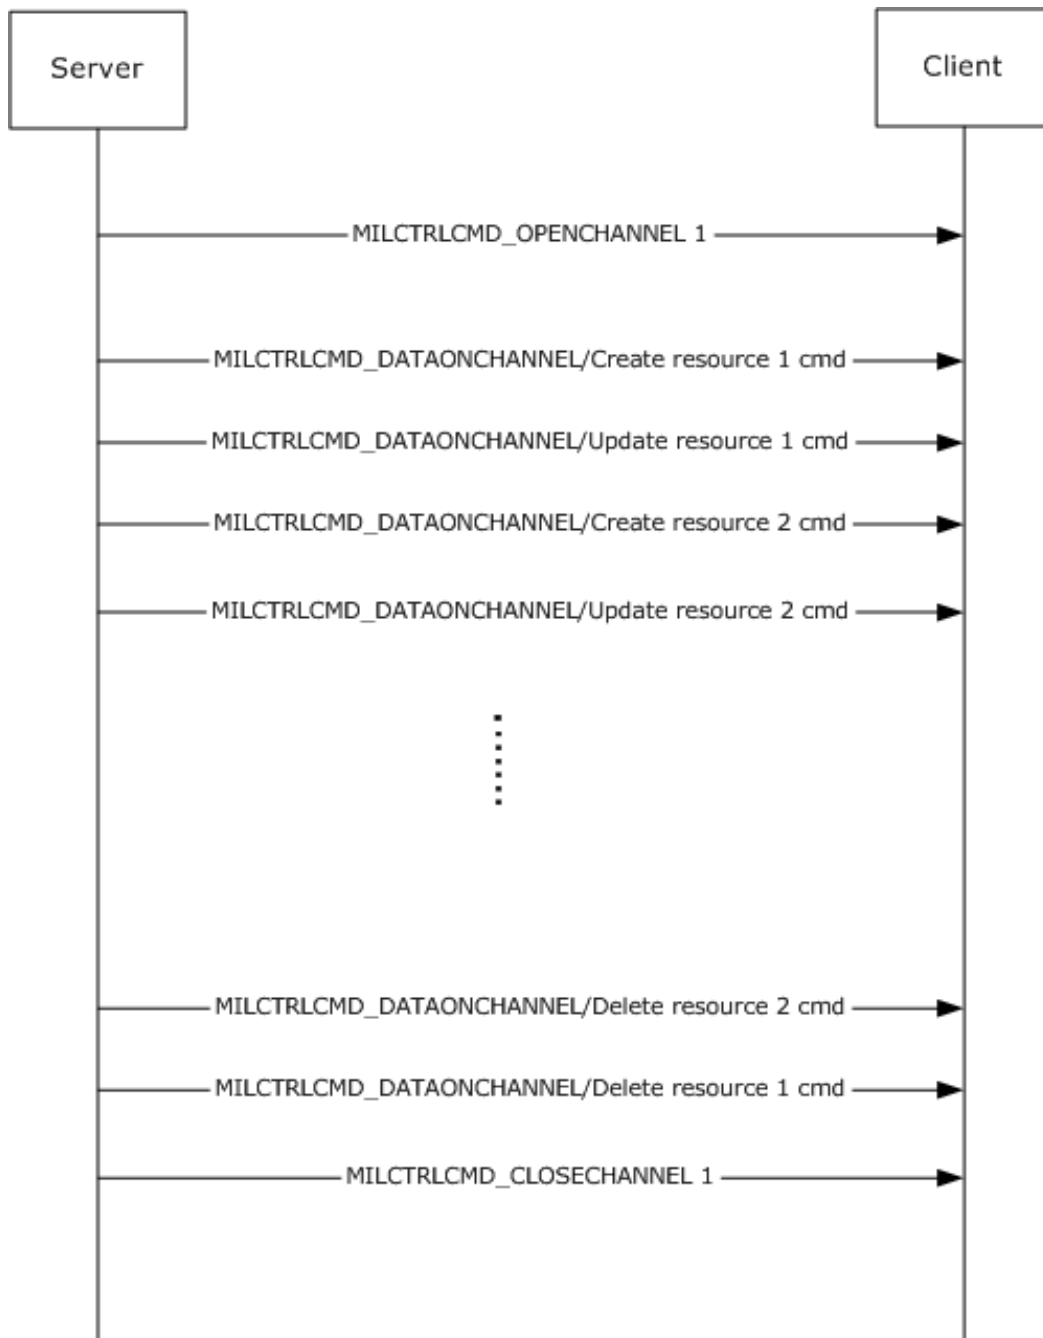 Server
Client
MILCTRLCMD_OPENCHANNEL 1
MILCTRLCMD_DATAONCHANNEL/Create resource 1 cmd
MILCTRLCMD_DATAONCHANNEL/Update resource 1 cmd
MILCTRLCMD_DATAONCHANNEL/Create resource 2 cmd
MILCTRLCMD_DATAONCHANNEL/Update resource 2 cmd
MILCTRLCMD_DATAONCHANNEL/Delete resource 2 cmd
MILCTRLCMD_DATAONCHANNEL/Delete resource 1 cmd
MILCTRLCMD_CLOSECHANNEL 1